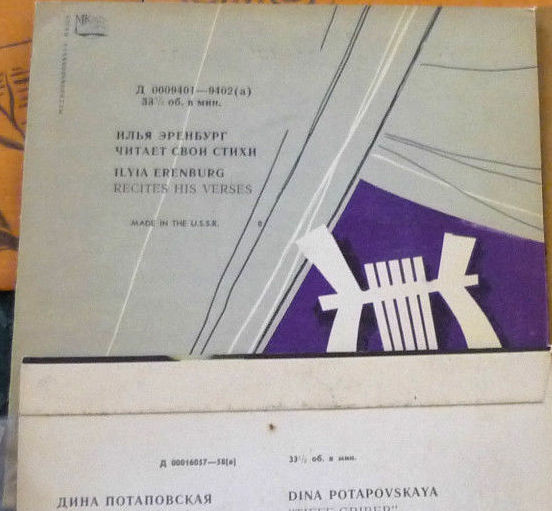 МК
Д 0009401—9402(а)
33⅓ об. в мин.
ИЛЬЯ ЭРЕНБУРГ
ЧИТАЕТ СВОИ СТИХИ
ILYIA ERENBURG
RECITES HIS VERSES
MADE IN THE U.S.S.R.
Д 00016057—58(а)
33⅓ об. в мин.
ДИНА ПОТАПОВСКАЯ
DINA POTAPOVSKAYA